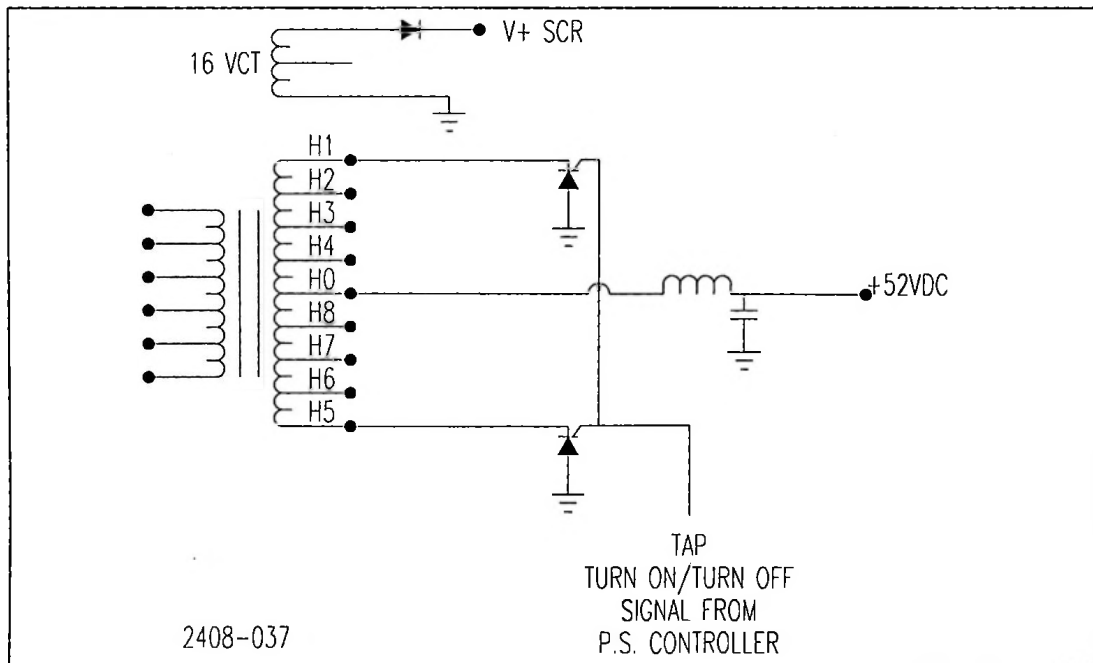 V+ SCR
16 VCT
H1
H2
H3
H4
H0
H8
H7
H6
H5
+52VDC
TAP
TURN ON/TURN OFF
SIGNAL FROM
P.S. CONTROLLER
2408-037